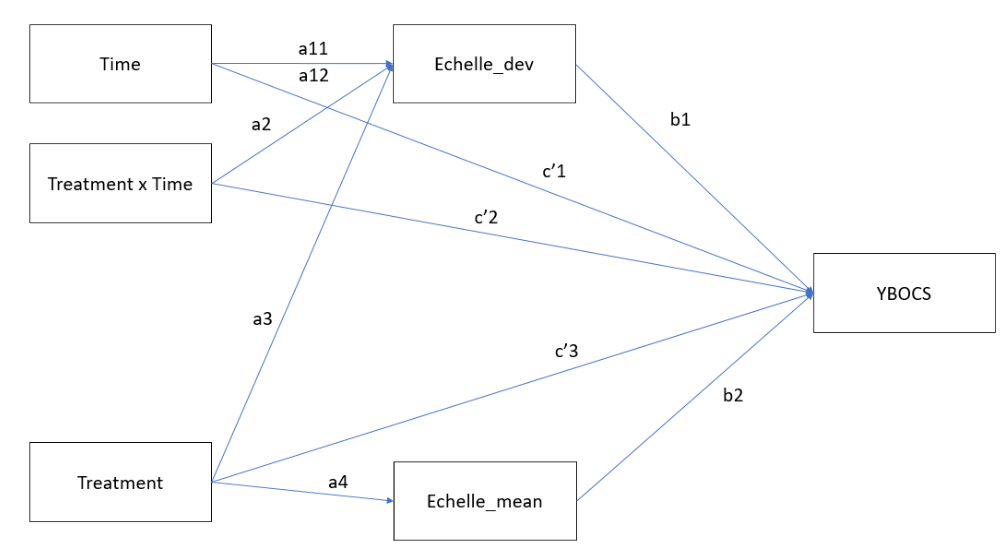 Time
a11
a12
Echelle_dev
b1
a2
Treatment x Time
c’1
c’2
YBOCS
a3
c’3
b2
Treatment
a4
Echelle_mean